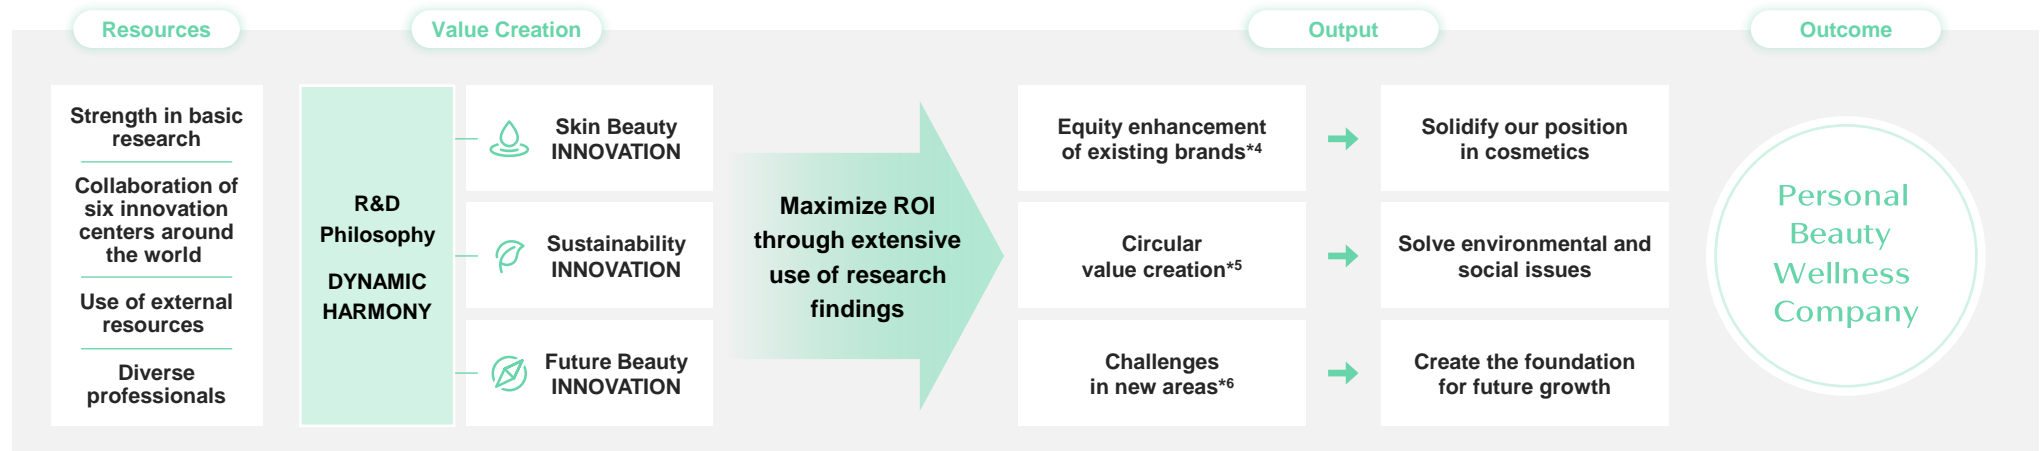 Resources
Value Creation
Output
Outcome
Strength in basic
research
Collaboration of
six innovation
centers around
the world
Use of external
resources
Diverse
professionals
R&D
Philosophy
DYNAMIC
HARMONY
Skin Beauty
INNOVATION
Sustainability
INNOVATION
Future Beauty
INNOVATION
Maximize ROI
through extensive
use of research
findings
Equity enhancement
of existing brands*4
Circular
value creation*5
Challenges
in new areas*6
Solidify our position
in cosmetics
Solve environmental and
social issues
Create the foundation
for future growth
Personal
Beauty
Wellness
Company